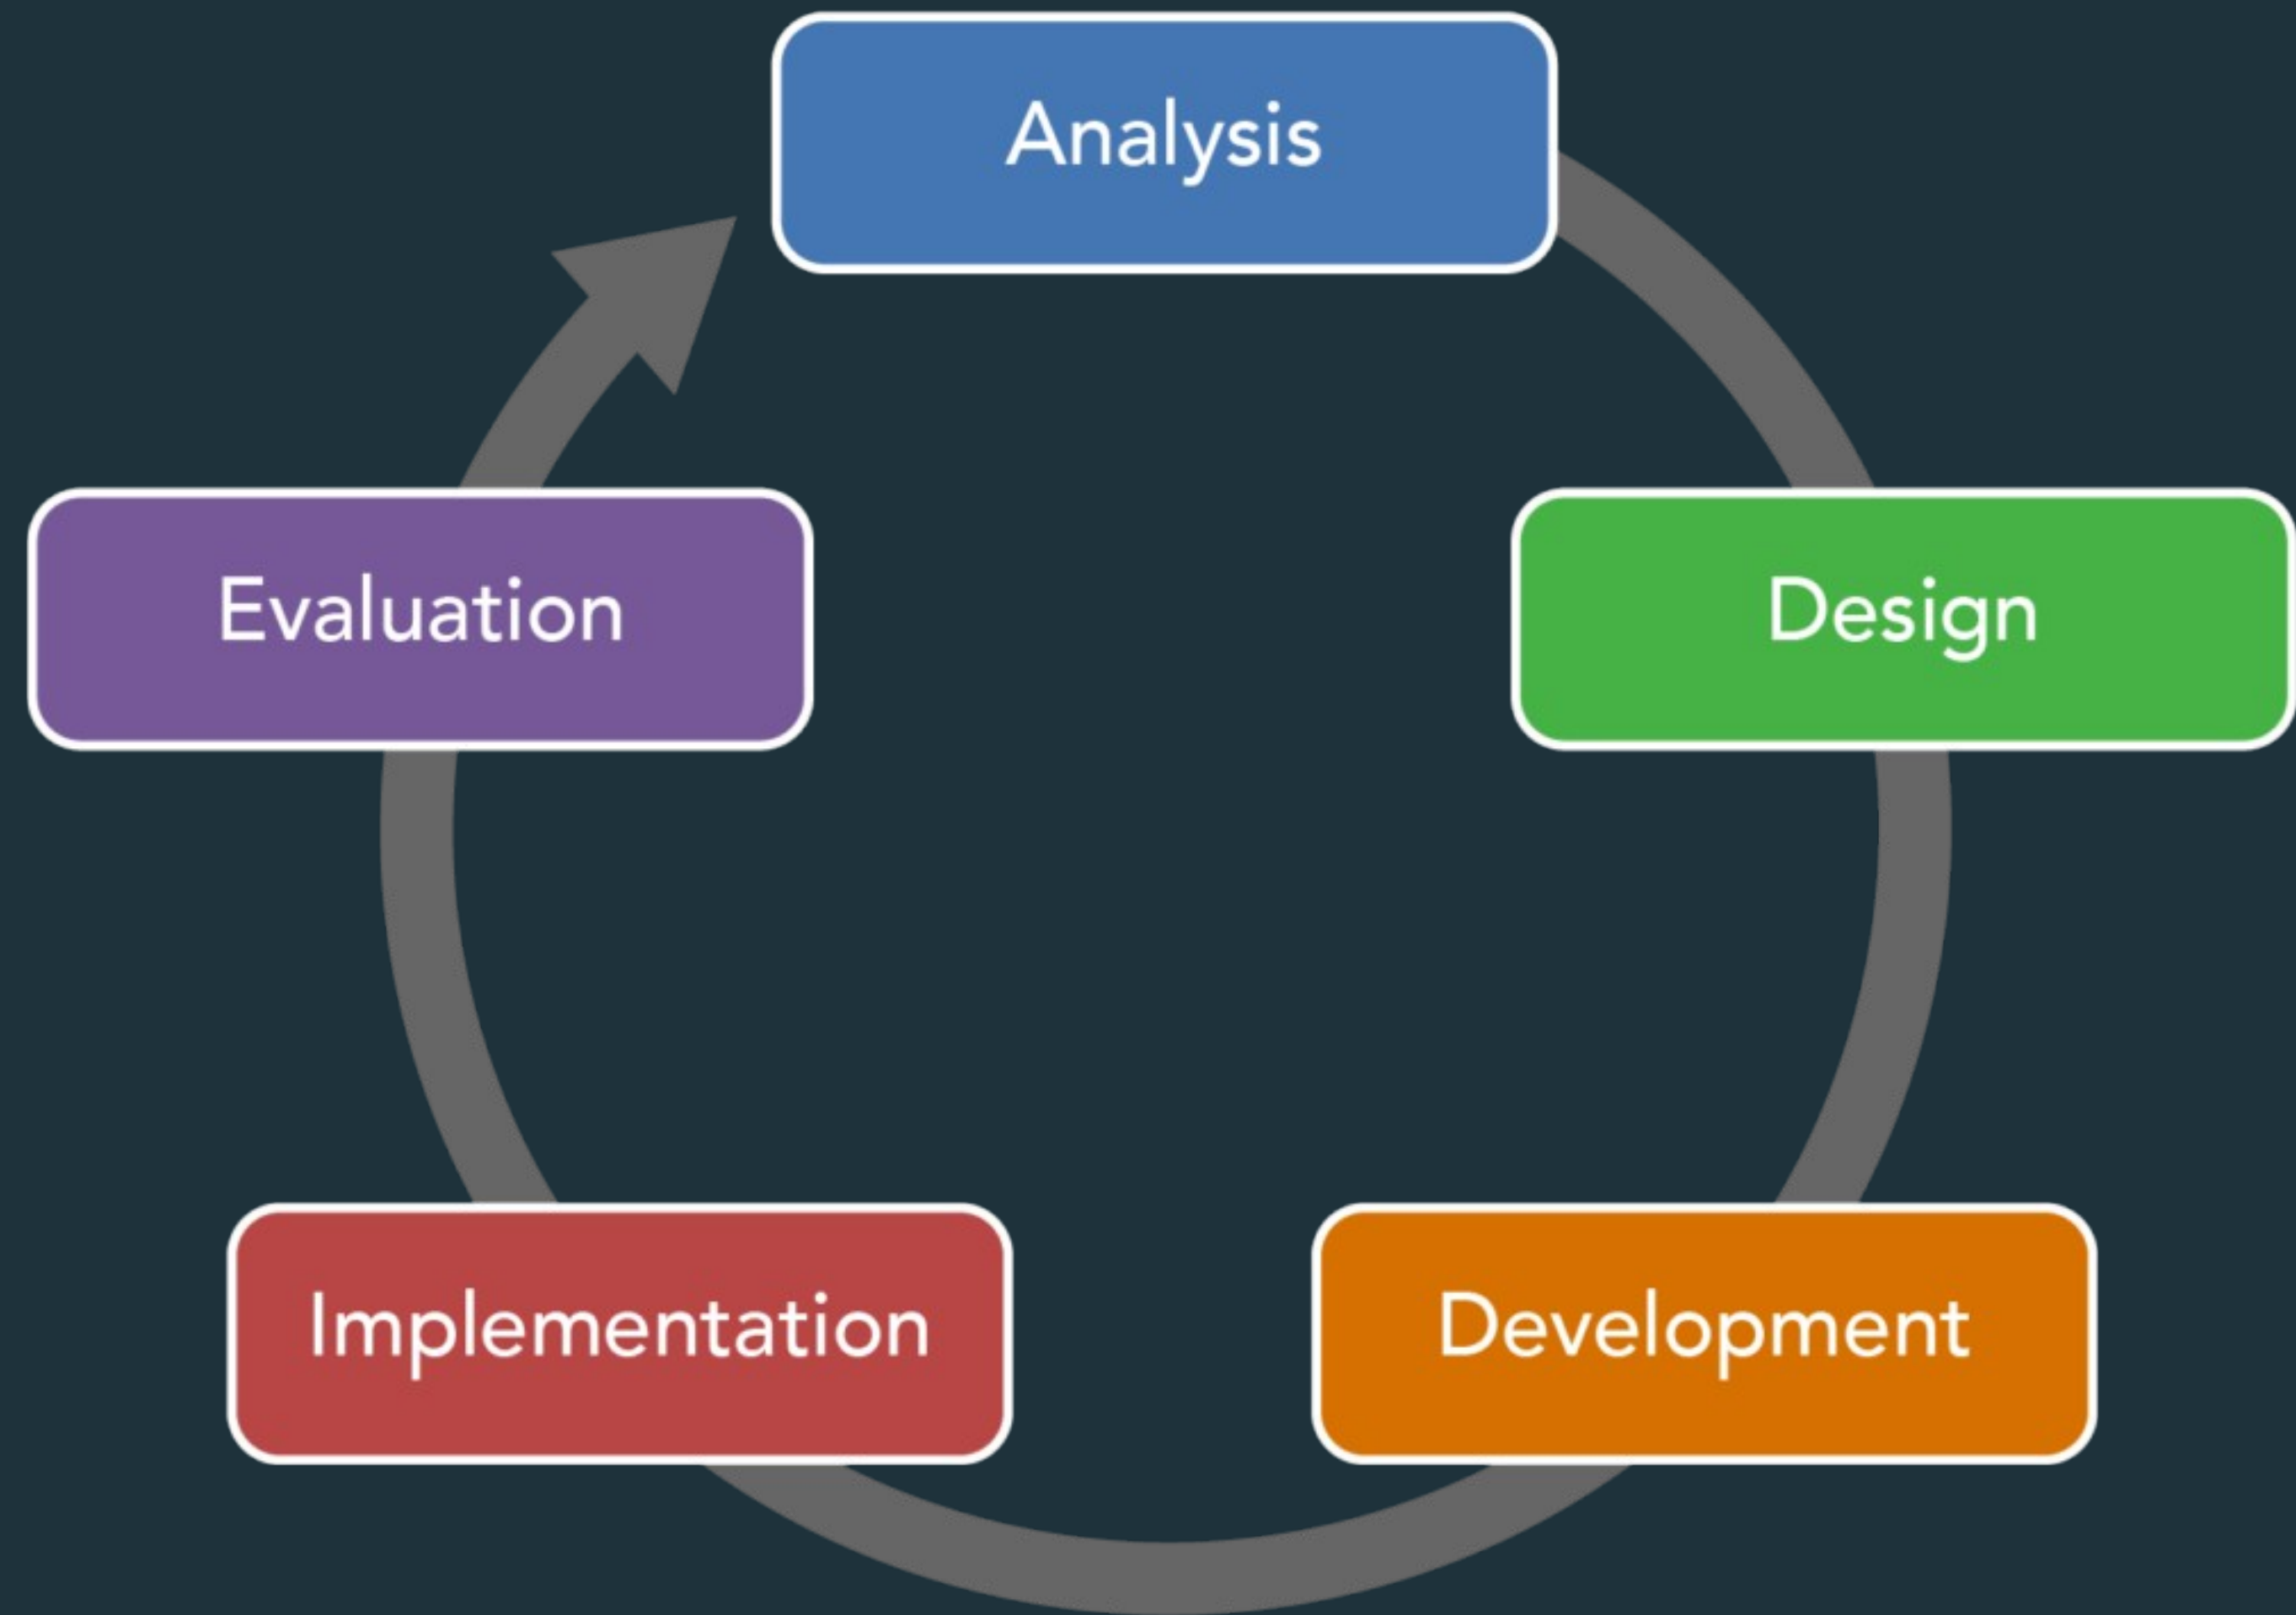 Analysis
Design
Development
Implementation
Evaluation